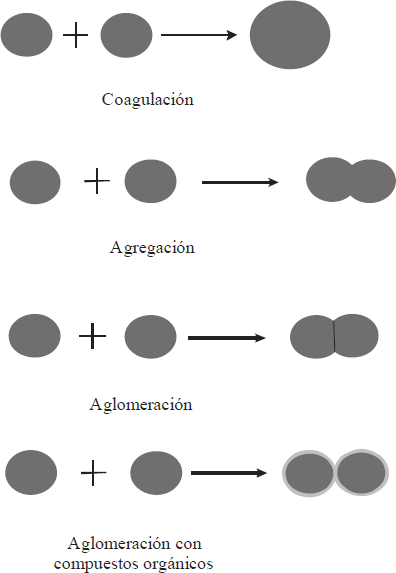 Coagulación
Agregación
Aglomeración
Aglomeración con
compuestos orgánicos